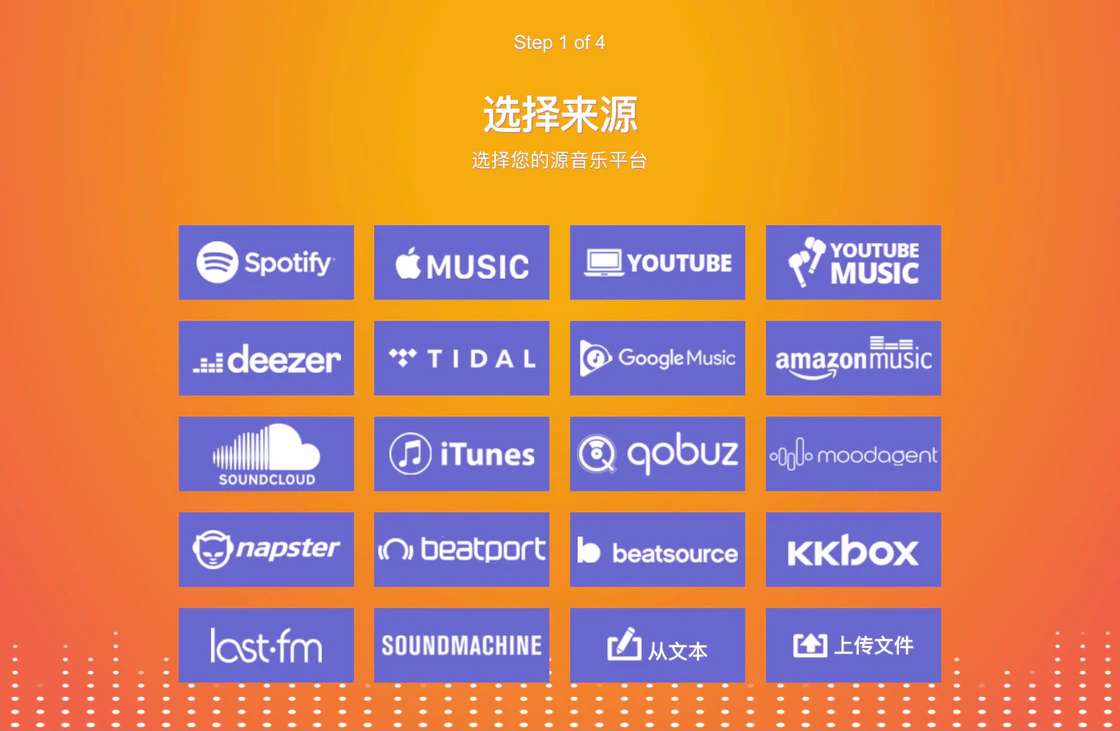 Step 1 of 4
选择来源
选择您的源音乐平台
Spotify
MUSIC
YOUTUBE
YOUTUBE
MUSIC
deezer
TIDAL
Google Music
amazon music
SOUNDCLOUD
iTunes
qobuz
moodagent
napster
beatport
beatsource
KKBOX
last.fm
SOUNDMACHINE
从文本
上传文件